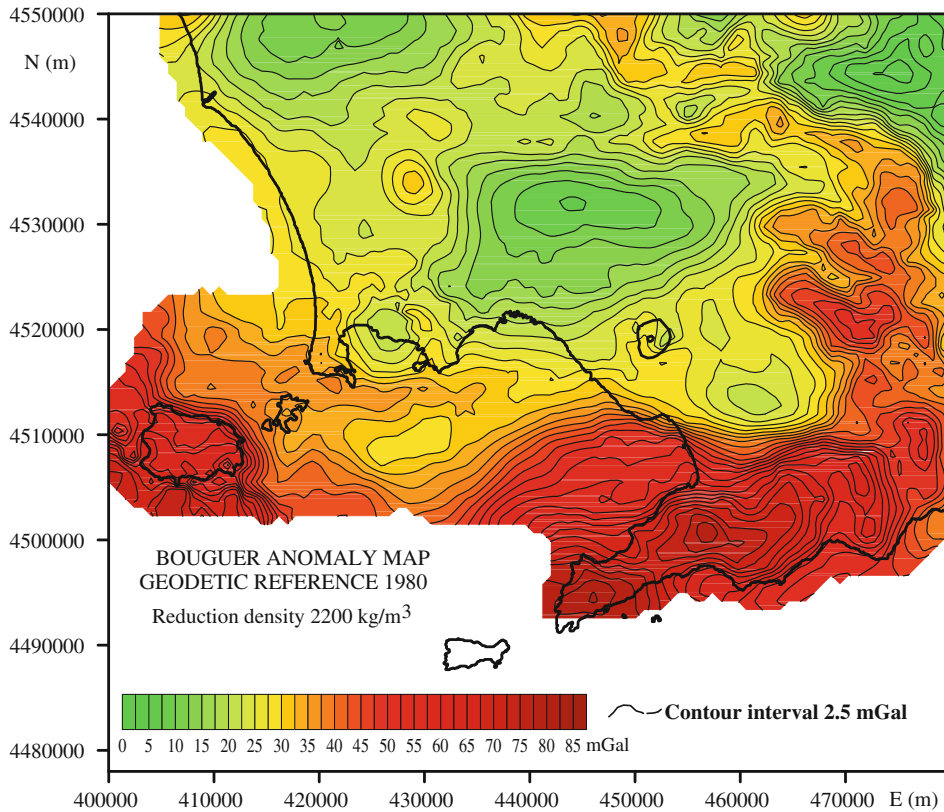 4550000
N (m)
4540000
4530000
4520000
4510000
4500000
4490000
4480000
BOUGUER ANOMALY MAP
GEODETIC REFERENCE 1980
Reduction density 2200 kg/m³
0 5 10 15 20 25 30 35 40 45 50 55 60 65 70 75 80 85 mGal
Contour interval 2.5 mGal
400000 410000 420000 430000 440000 450000 460000 470000 E (m)